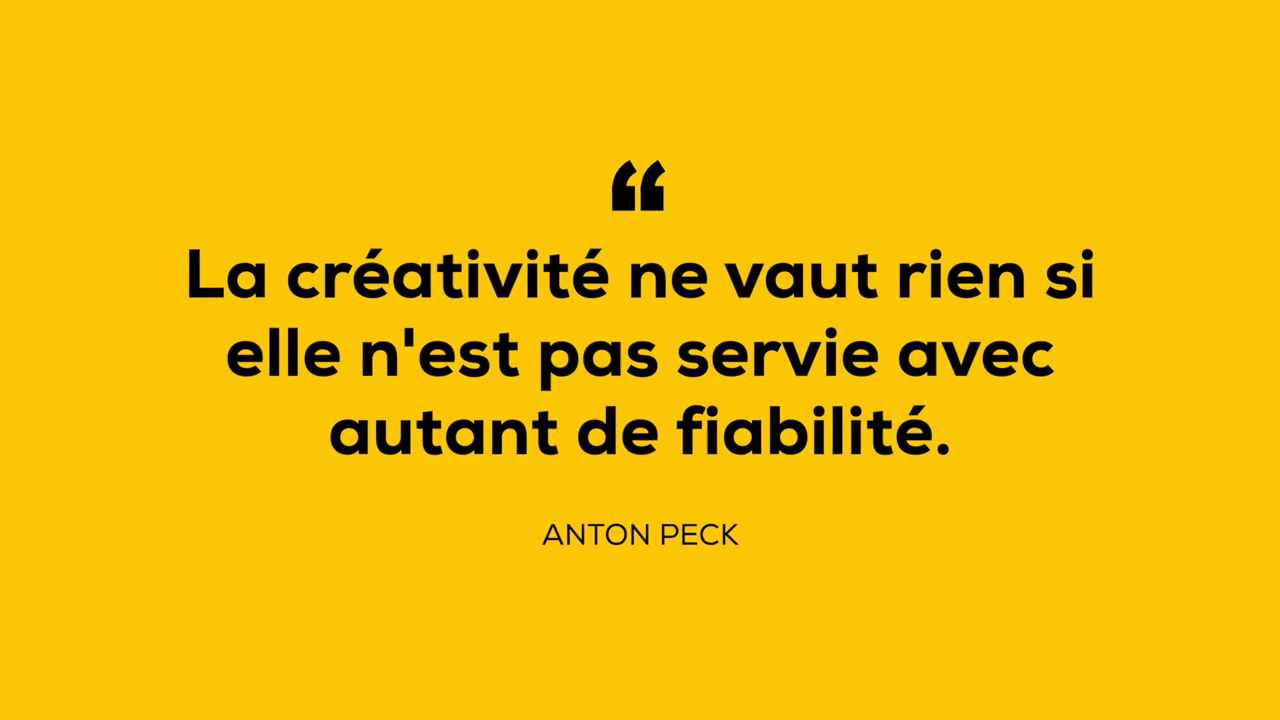 “
La créativité ne vaut rien si
elle n'est pas servie avec
autant de fiabilité.
ANTON PECK